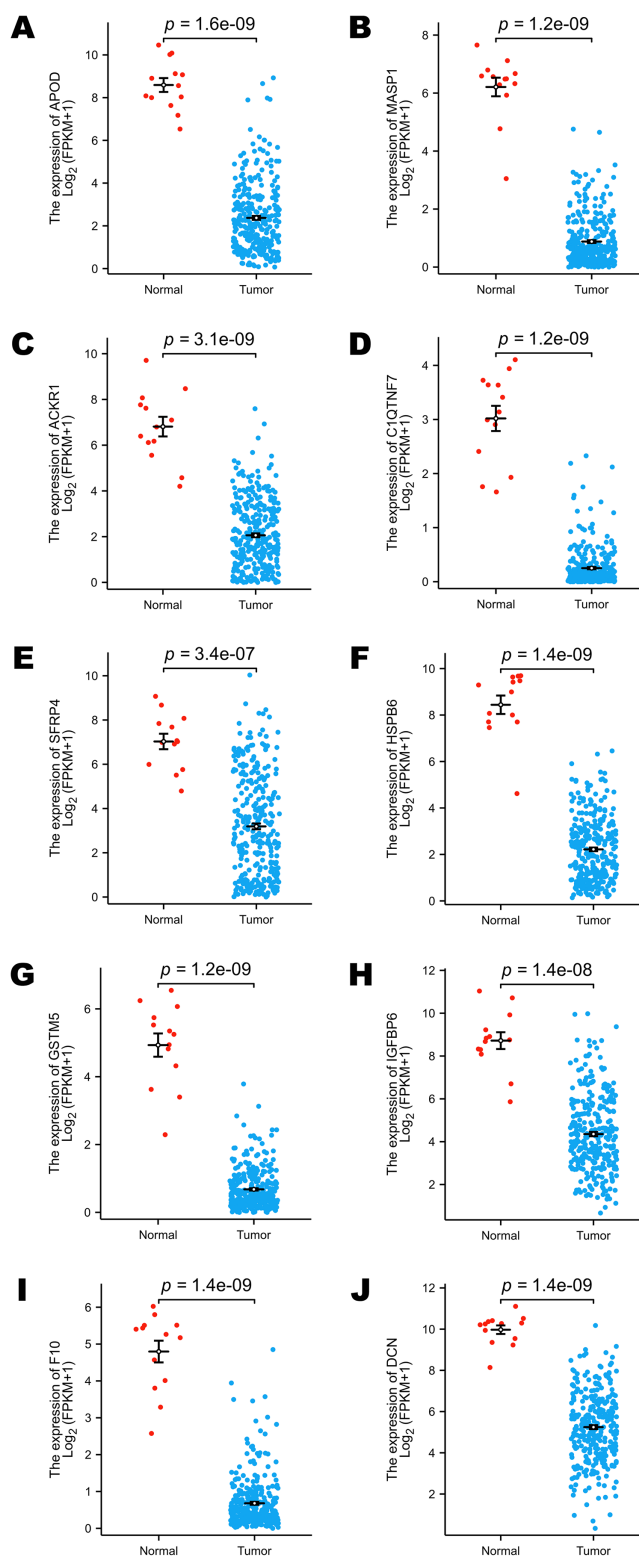 A
p = 1.6e-09
The expression of APOD
Log2 (FPKM+1)
10
8
6
4
2
0
Normal
Tumor
B
p = 1.2e-09
The expression of MASP1
Log2 (FPKM+1)
8
6
4
2
0
Normal
Tumor
C
p = 3.1e-09
The expression of ACKR1
Log2 (FPKM+1)
10
8
6
4
2
0
Normal
Tumor
D
p = 1.2e-09
The expression of C1QTNF7
Log2 (FPKM+1)
4
3
2
1
0
Normal
Tumor
E
p = 3.4e-07
The expression of SFRP4
Log2 (FPKM+1)
10
8
6
4
2
0
Normal
Tumor
F
p = 1.4e-09
The expression of HSPB6
Log2 (FPKM+1)
10
8
6
4
2
0
Normal
Tumor
G
p = 1.2e-09
The expression of GSTM5
Log2 (FPKM+1)
6
4
2
0
Normal
Tumor
H
p = 1.4e-08
The expression of IGFBP6
Log2 (FPKM+1)
12
10
8
6
4
2
Normal
Tumor
I
p = 1.4e-09
The expression of F10
Log2 (FPKM+1)
6
5
4
3
2
1
0
Normal
Tumor
J
p = 1.4e-09
The expression of DCN
Log2 (FPKM+1)
12
10
8
6
4
2
Normal
Tumor